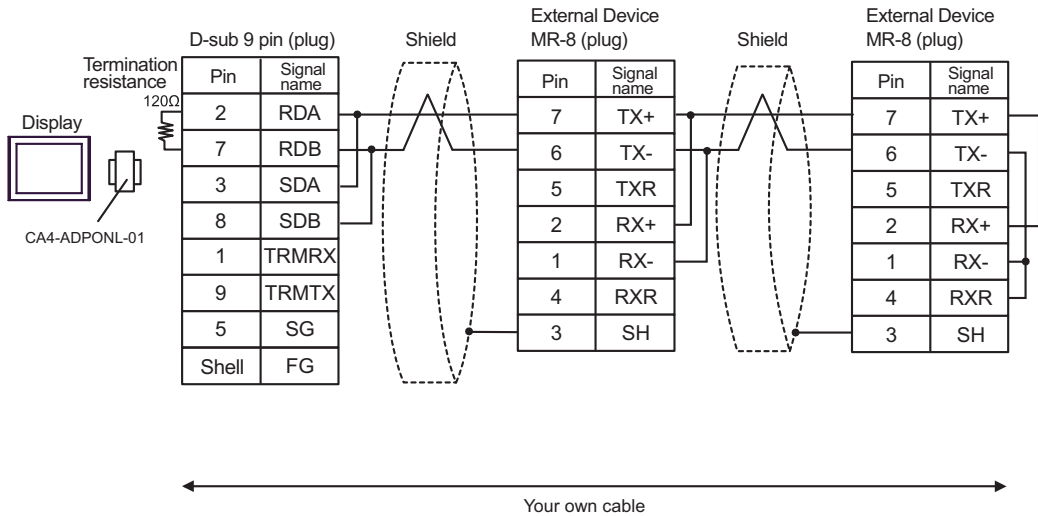 External Device
External Device
D-sub 9 pin (plug)
Shield
MR-8 (plug)
Shield
MR-8 (plug)
Termination
resistance
120Ω
Display
CA4-ADPONL-01
Pin Signal name
2 RDA
7 RDB
3 SDA
8 SDB
1 TRMRX
9 TRMTX
5 SG
Shell FG
Pin Signal name
7 TX+
6 TX-
5 TXR
2 RX+
1 RX-
4 RXR
3 SH
Pin Signal name
7 TX+
6 TX-
5 TXR
2 RX+
1 RX-
4 RXR
3 SH
Your own cable